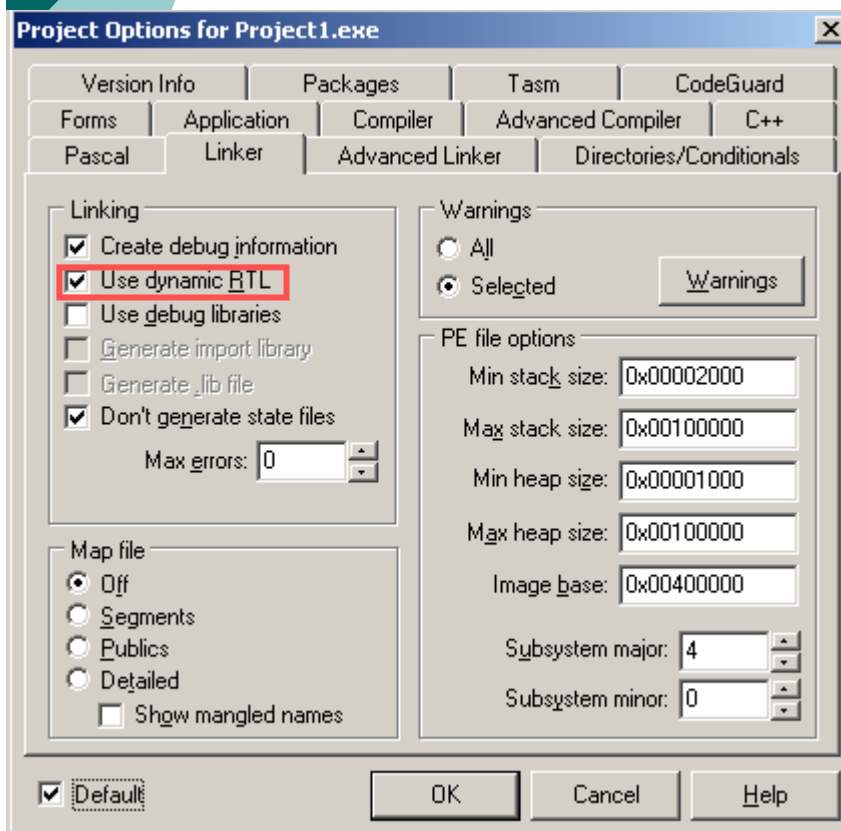 Project Options for Project1.exe
Version Info Packages Tasm CodeGuard
Forms Application Compiler Advanced Compiler C++
Pascal Linker Advanced Linker Directories/Conditionals
Linking
Create debug information
Use dynamic RTL
Use debug libraries
Generate import library
Generate .lib file
Don't generate state files
Max errors: 0
Map file
Off
Segments
Publics
Detailed
Show mangled names
Warnings
All
Selected
Warnings
PE file options
Min stack size: 0x00002000
Max stack size: 0x00100000
Min heap size: 0x00001000
Max heap size: 0x00100000
Image base: 0x00400000
Subsystem major: 4
Subsystem minor: 0
Default OK Cancel Help